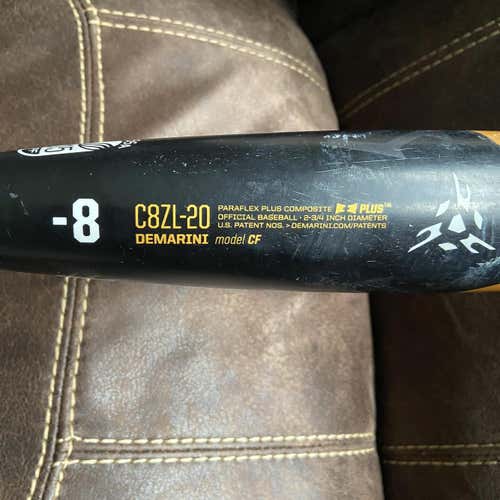 -8
C8ZL-20
DEMARINI model CF
PARAFLEX PLUS COMPOSITE PLUS™
OFFICIAL BASEBALL · 2-3/4 INCH DIAMETER
U.S. PATENT NOS. > DEMARINI.COM/PATENTS